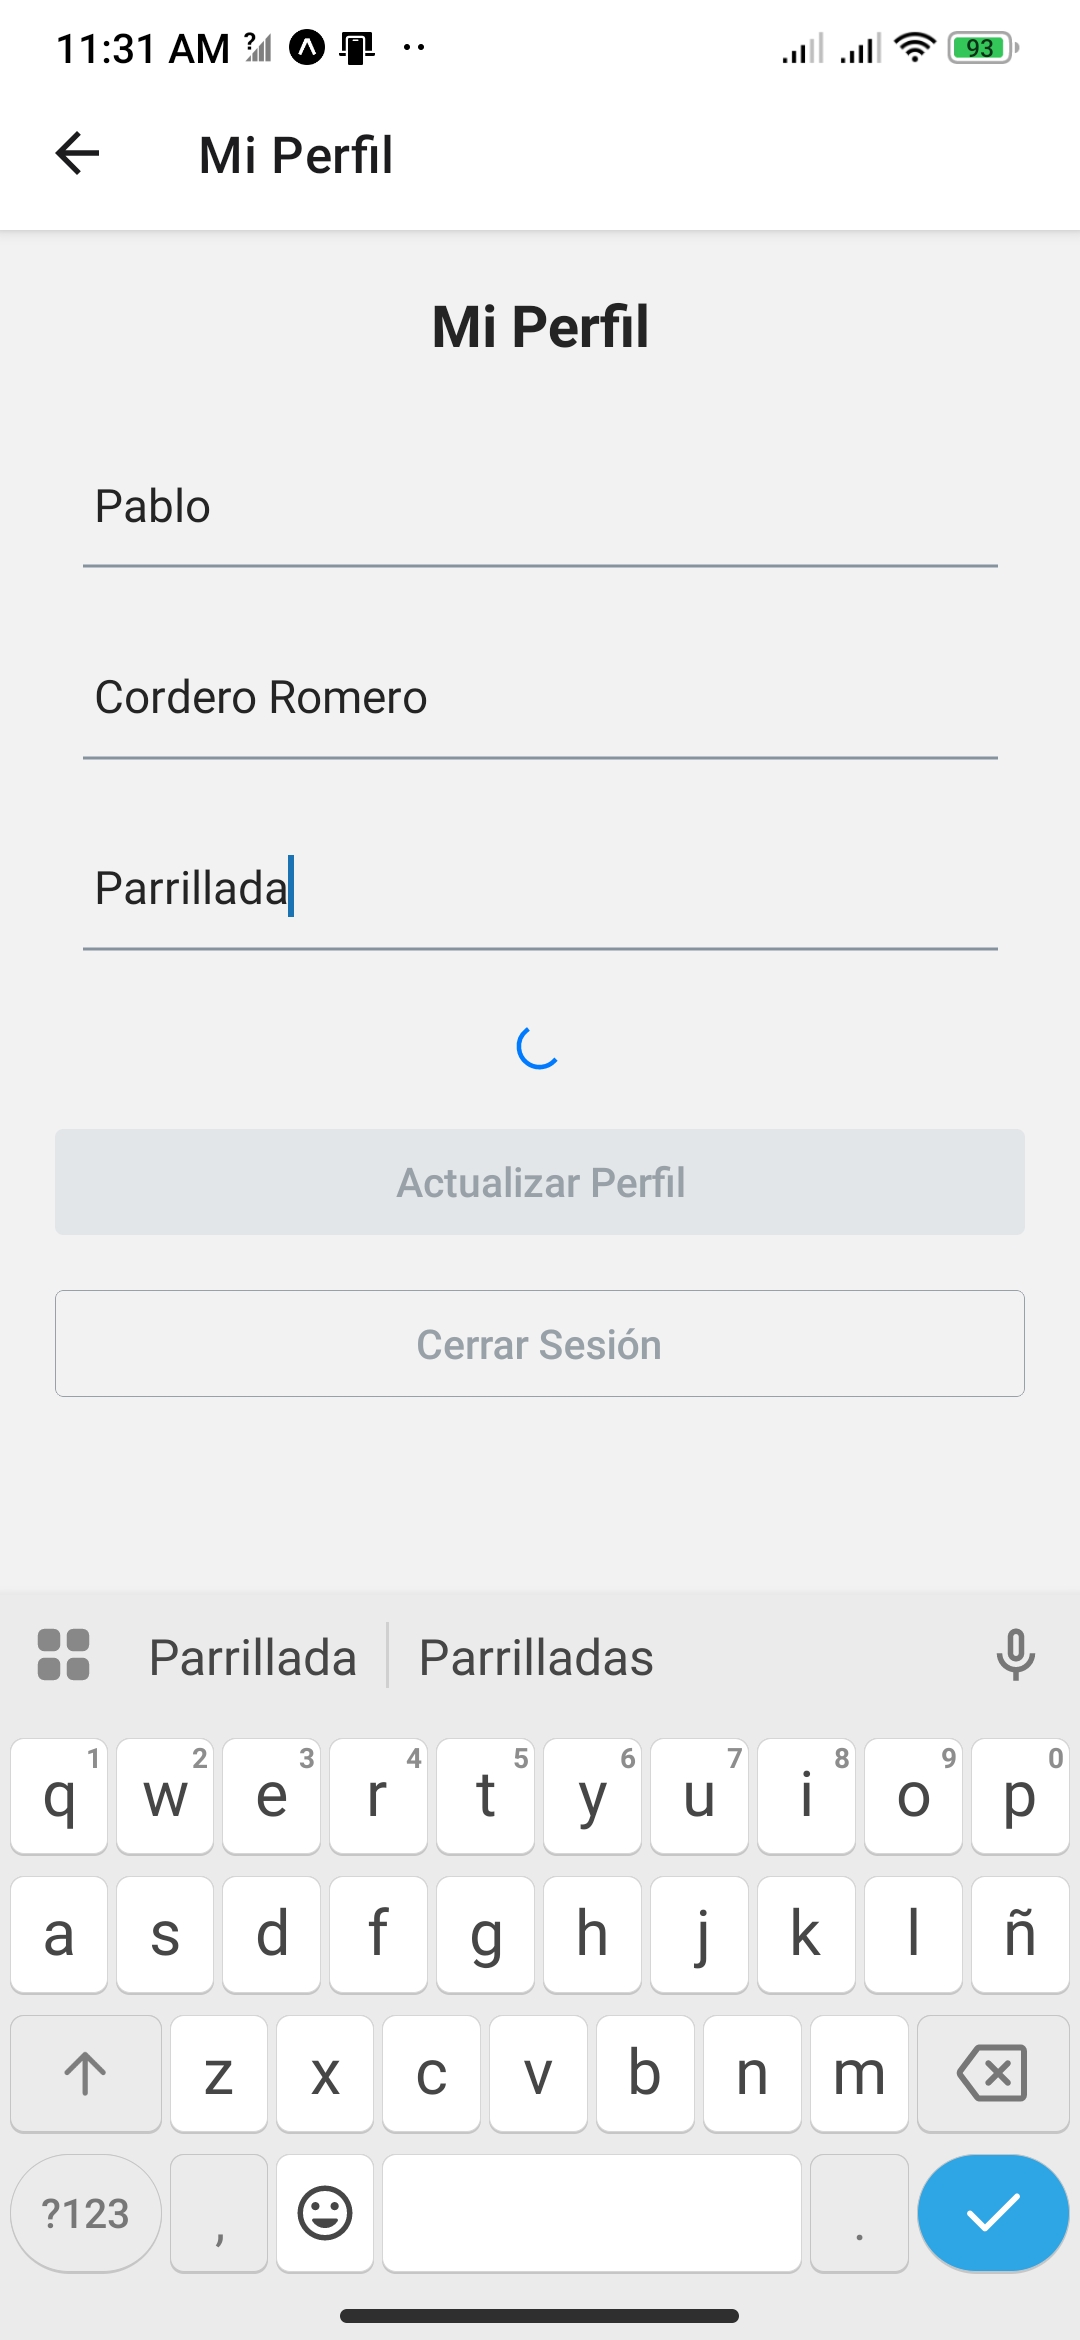 11:31 AM
93
Mi Perfil
Mi Perfil
Pablo
Cordero Romero
Parrillada
Actualizar Perfil
Cerrar Sesión
Parrillada Parrilladas
1 2 3 4 5 6 7 8 9 0
q w e r t y u i o p
a s d f g h j k l ñ
z x c v b n m
?123 , .